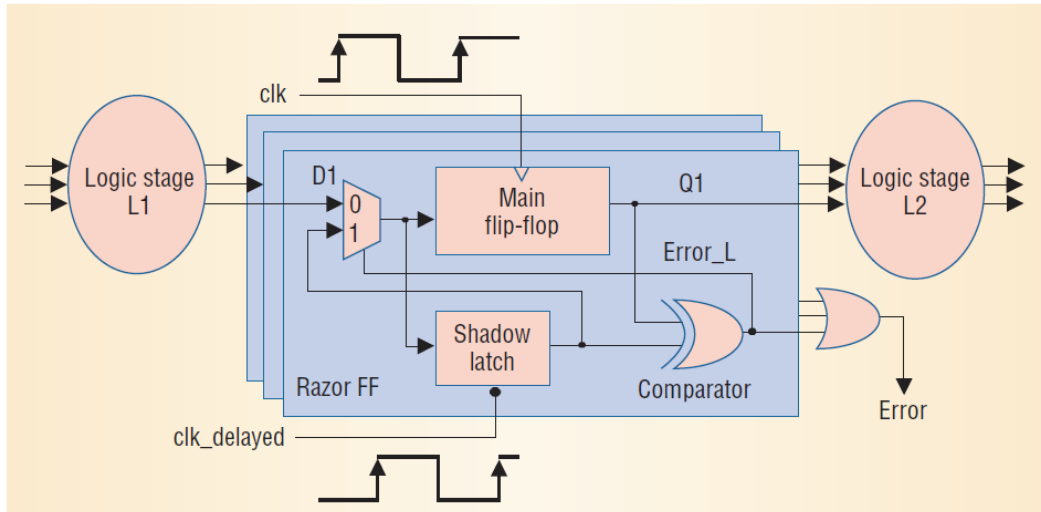 clk
Logic stage
L1
D1
0
1
Main
flip-flop
Q1
Logic stage
L2
Error_L
Shadow
latch
Razor FF
Comparator
Error
clk_delayed